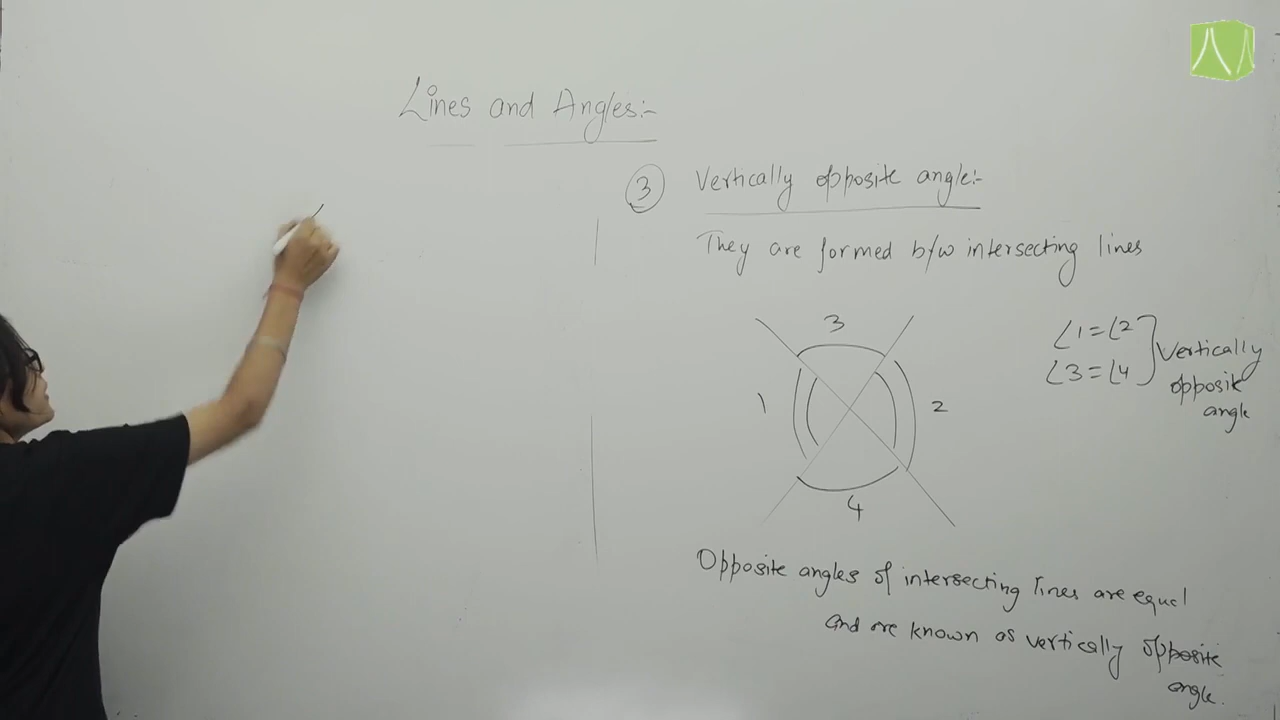 Lines and Angles:-
3 Vertically opposite angle:-
They are formed b/w intersecting lines
3
1
2
4
∠1=∠2
∠3=∠4
Vertically
opposite
angle
Opposite angles of intersecting lines are equal
and are known as vertically opposite
angle.